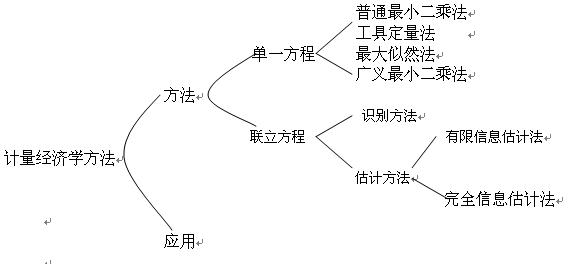 普通最小二乘法
工具定量法
单一方程
最大似然法
广义最小二乘法
方法
联立方程
识别方法
有限信息估计法
计量经济学方法
估计方法
完全信息估计法
应用